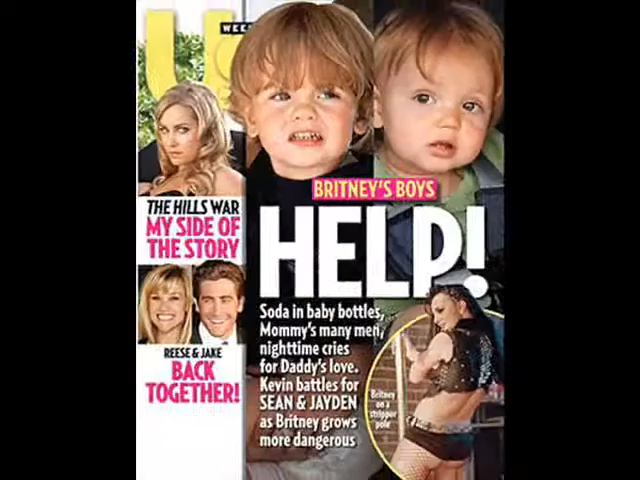 Us
WEE
BRITNEY'S BOYS
HELP!
THE HILLS WAR
MY SIDE OF
THE STORY
REESE & JAKE
BACK
TOGETHER!
Soda in baby bottles,
Mommy's many men,
nighttime cries
for Daddy's love.
Kevin battles for
SEAN & JAYDEN
as Britney grows
more dangerous
Britney
on a
stripper
pole